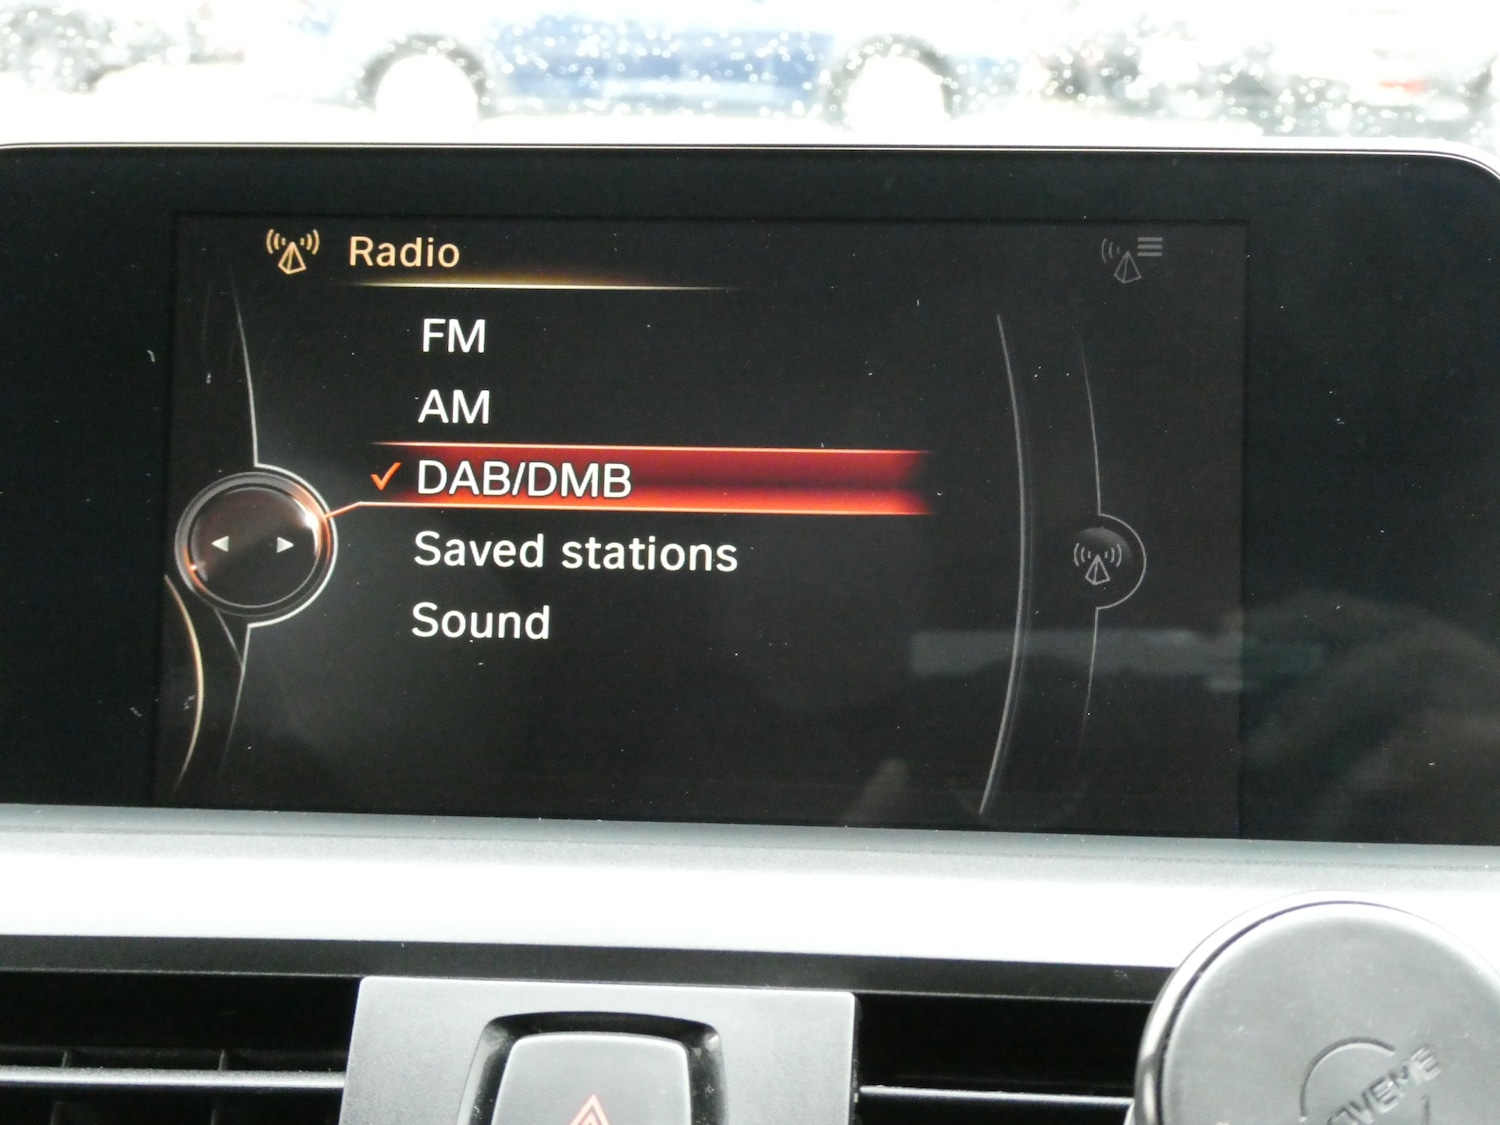 Radio
FM
AM
DAB/DMB
Saved stations
Sound